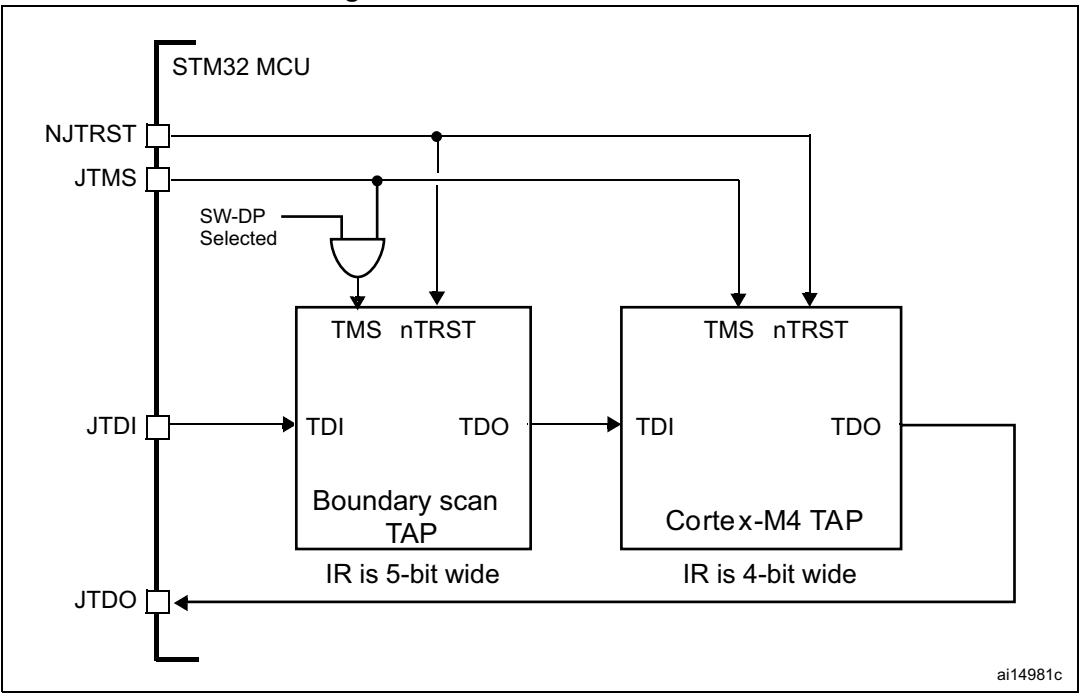 STM32 MCU
NJTRST
JTMS
SW-DP
Selected
TMS nTRST
TMS nTRST
JTDI
TDI
TDO
TDI
TDO
Boundary scan
TAP
Cortex-M4 TAP
IR is 5-bit wide
IR is 4-bit wide
JTDO
ai14981c